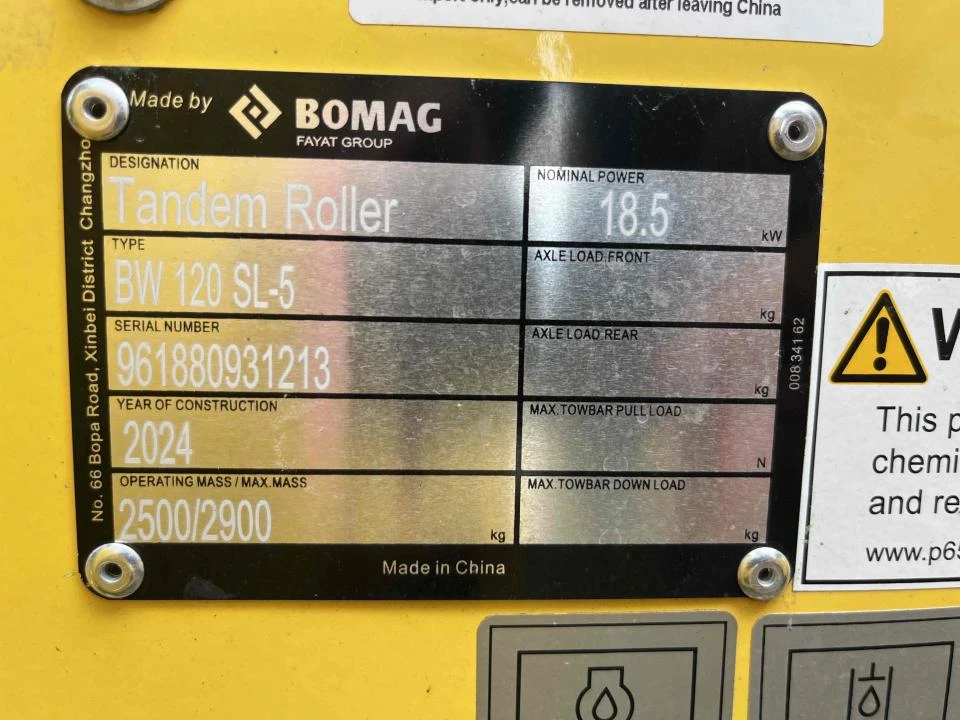 only,can be removed after leaving China
Made by
BOMAG
FAYAT GROUP
No. 66 Bopa Road, Xinbei District Changzho
DESIGNATION
Tandem Roller
TYPE
BW 120 SL-5
SERIAL NUMBER
961880931213
YEAR OF CONSTRUCTION
2024
OPERATING MASS / MAX.MASS
2500/2900 kg
NOMINAL POWER
18.5 kW
AXLE LOAD.FRONT
kg
AXLE LOAD.REAR
kg
MAX.TOWBAR PULL LOAD
N
MAX.TOWBAR DOWN LOAD
kg
008 341 62
Made in China
This p
chemi
and re
www.p65